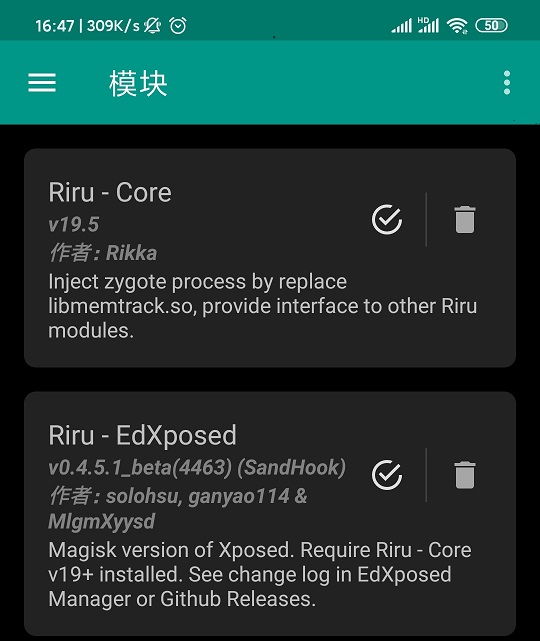 16:47 | 309K/s
HD
50
模块
Riru - Core
v19.5
作者: Rikka
Inject zygote process by replace
libmemtrack.so, provide interface to other Riru
modules.
Riru - EdXposed
v0.4.5.1_beta(4463) (SandHook)
作者: solohsu, ganyao114 &
MlgmXyysd
Magisk version of Xposed. Require Riru - Core
v19+ installed. See change log in EdXposed
Manager or Github Releases.